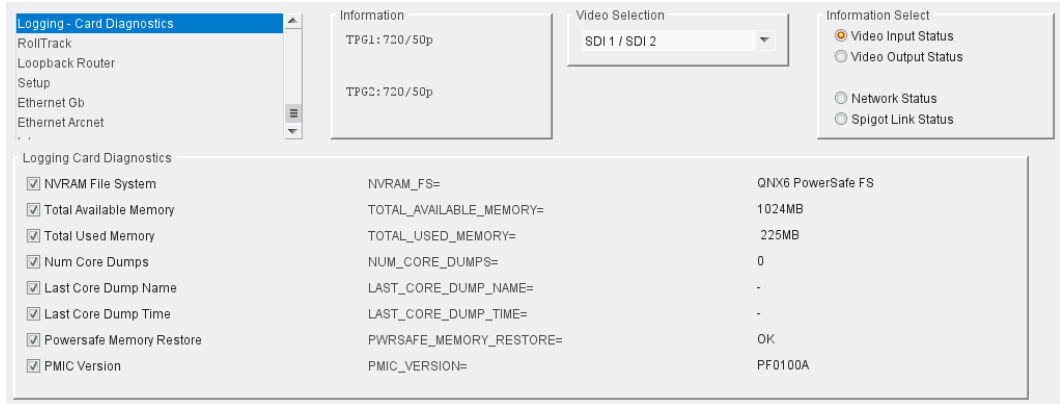 Logging - Card Diagnostics
RollTrack
Loopback Router
Setup
Ethernet Gb
Ethernet Arcnet
Information
TPG1:720/50p
TPG2:720/50p
Video Selection
SDI 1 / SDI 2
Information Select
Video Input Status
Video Output Status
Network Status
Spigot Link Status
Logging Card Diagnostics
NVRAM File System NVRAM_FS= QNX6 PowerSafe FS
Total Available Memory TOTAL_AVAILABLE_MEMORY= 1024MB
Total Used Memory TOTAL_USED_MEMORY= 225MB
Num Core Dumps NUM_CORE_DUMPS= 0
Last Core Dump Name LAST_CORE_DUMP_NAME= -
Last Core Dump Time LAST_CORE_DUMP_TIME= -
Powersafe Memory Restore PWRSAFE_MEMORY_RESTORE= OK
PMIC Version PMIC_VERSION= PF0100A